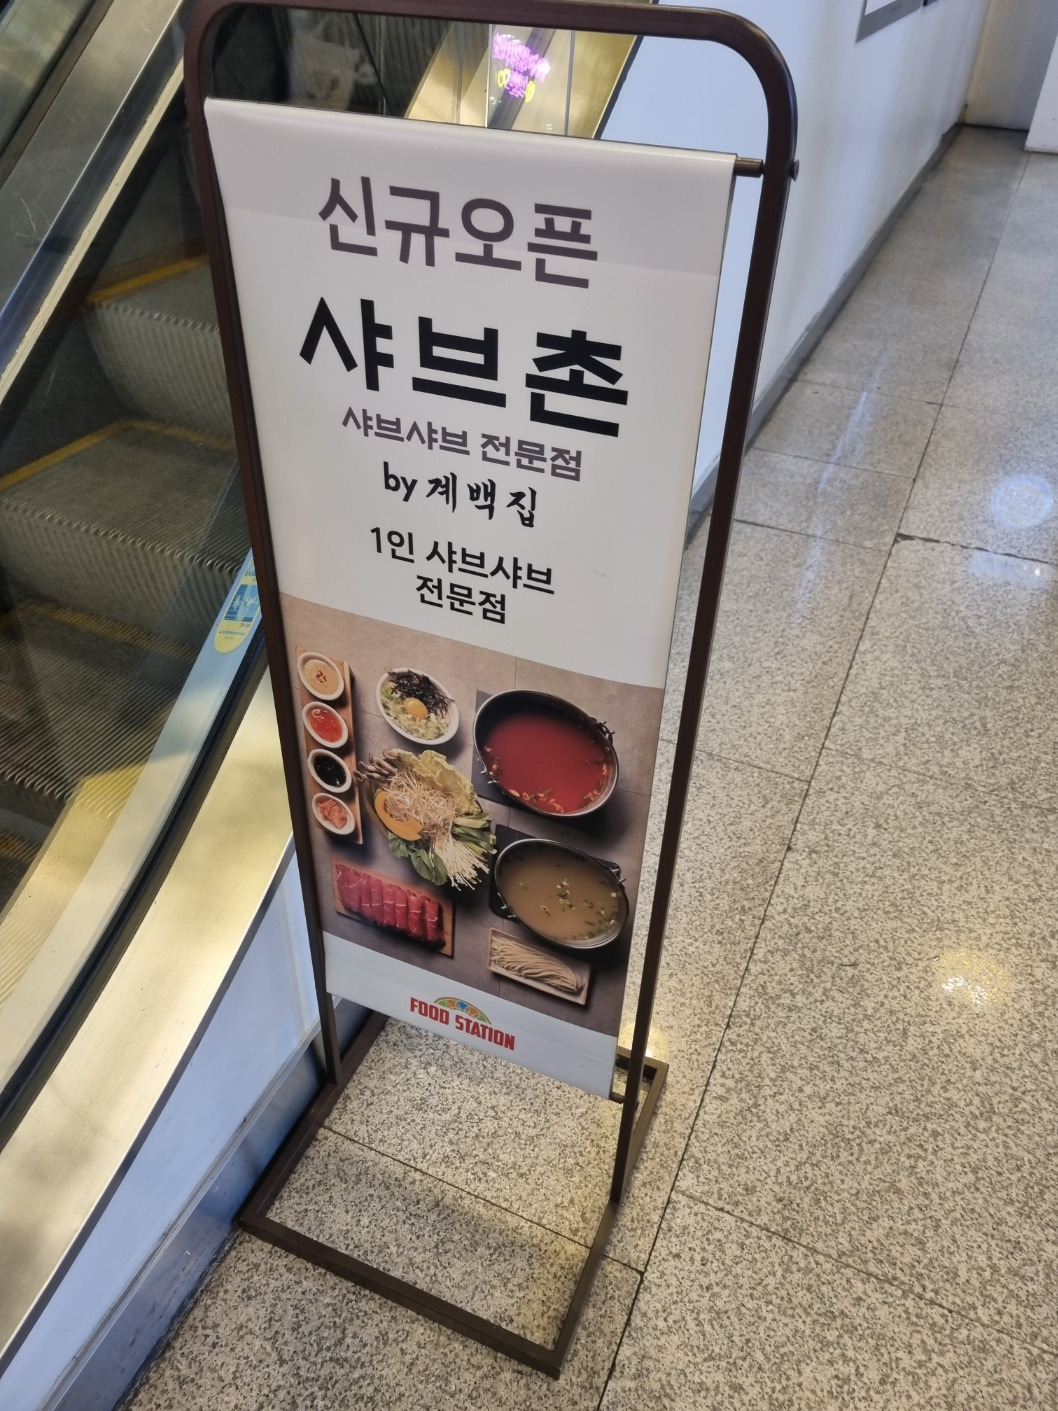 신규오픈
샤브촌
샤브샤브 전문점
by 계백집
1인 샤브샤브
전문점
FOOD STATION